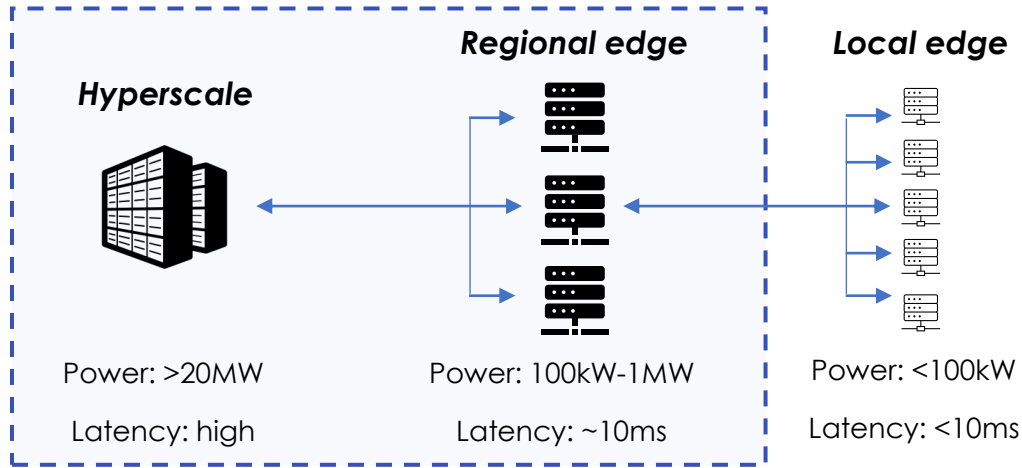 Hyperscale
Power: >20MW
Latency: high
Regional edge
Power: 100kW-1MW
Latency: ~10ms
Local edge
Power: <100kW
Latency: <10ms